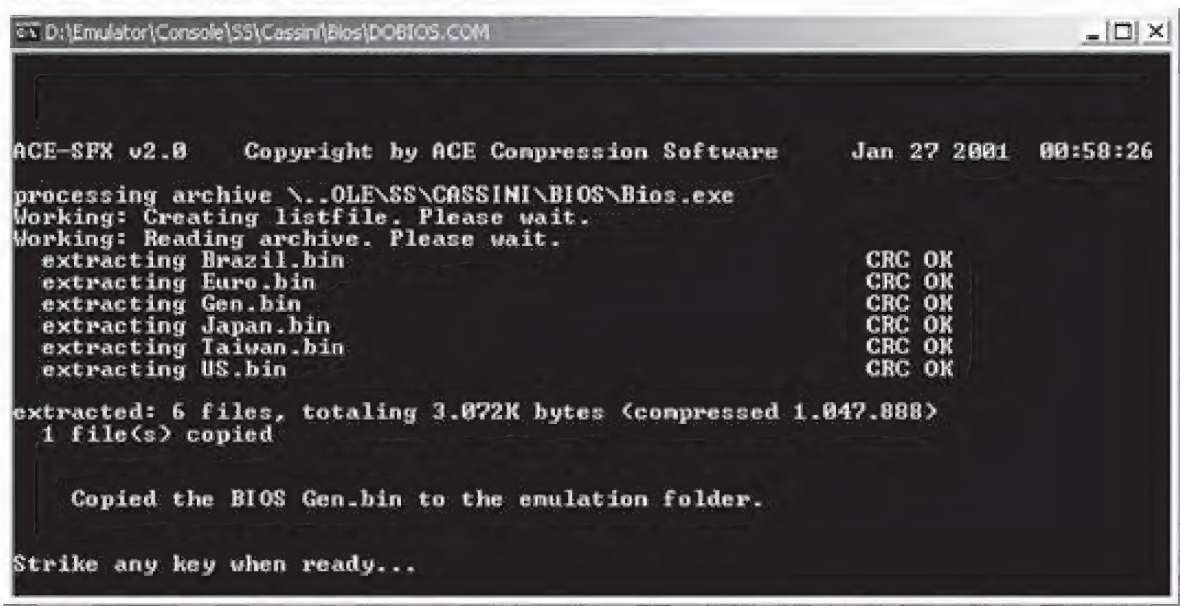 D:\Emulator\Console\SS\Cassini\Bios\DOBIOS.COM
ACE-SFX v2.0 Copyright by ACE Compression Software Jan 27 2001 00:58:26
processing archive \..OLE\SS\CASSINI\BIOS\Bios.exe
Working: Creating listfile. Please wait.
Working: Reading archive. Please wait.
extracting Brazil.bin CRC OK
extracting Euro.bin CRC OK
extracting Gen.bin CRC OK
extracting Japan.bin CRC OK
extracting Taiwan.bin CRC OK
extracting US.bin CRC OK
extracted: 6 files, totaling 3.072K bytes (compressed 1.047.888)
1 file(s) copied
Copied the BIOS Gen.bin to the emulation folder.
Strike any key when ready...